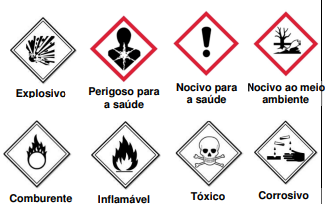 Explosivo
Perigoso para
a saúde
Nocivo para
a saúde
Nocivo ao meio
ambiente
Comburente
Inflamável
Tóxico
Corrosivo